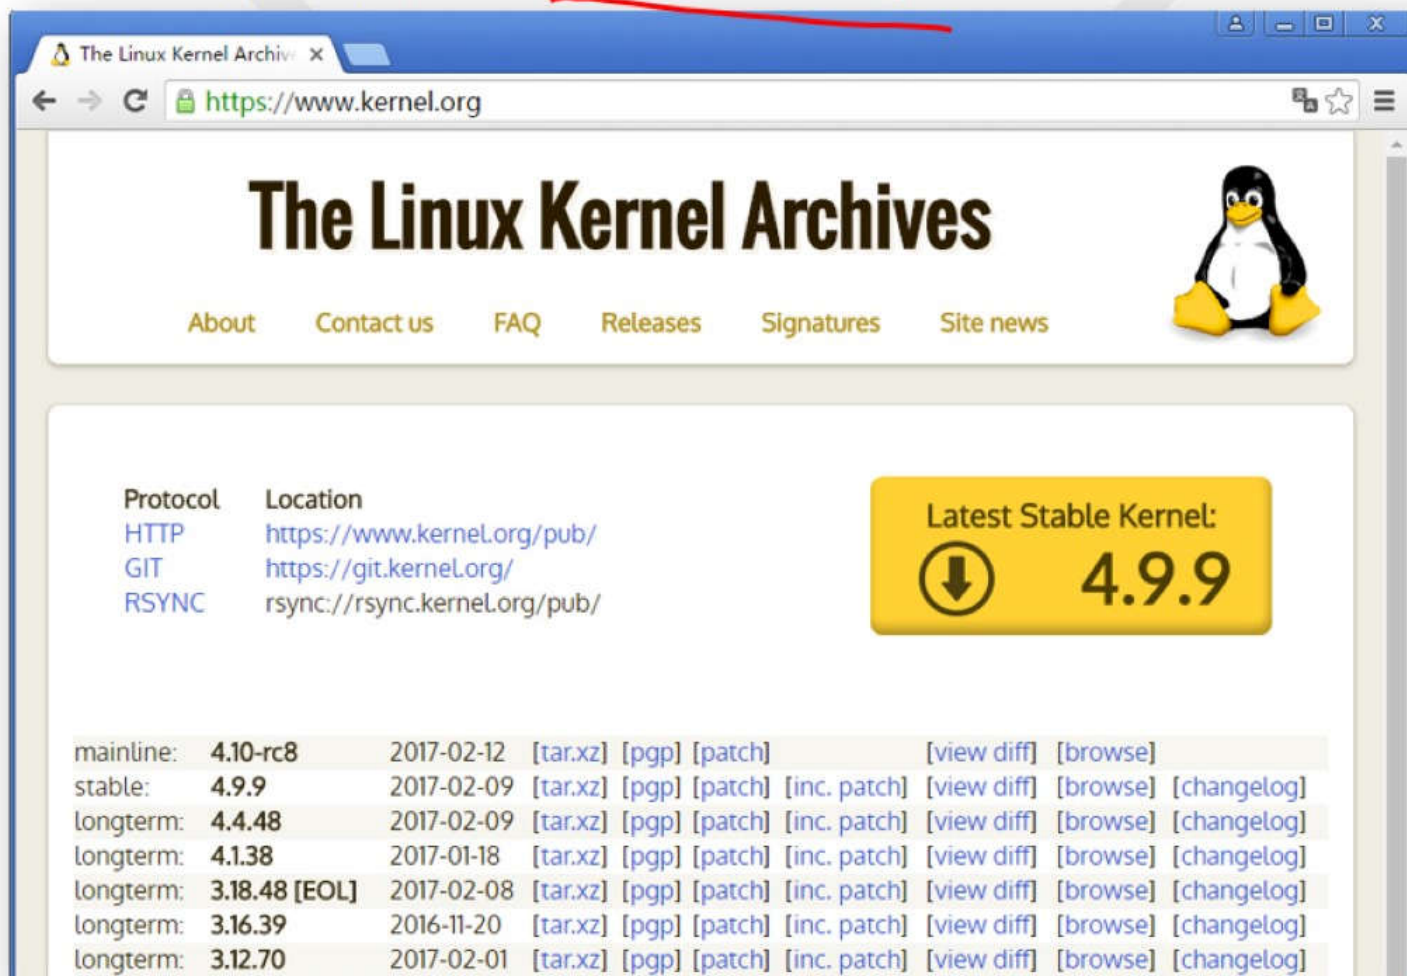 The Linux Kernel Archive
https://www.kernel.org
The Linux Kernel Archives
About Contact us FAQ Releases Signatures Site news
Protocol Location
HTTP https://www.kernel.org/pub/
GIT https://git.kernel.org/
RSYNC rsync://rsync.kernel.org/pub/
Latest Stable Kernel:
4.9.9
mainline: 4.10-rc8 2017-02-12 [tar.xz] [pgp] [patch] [view diff] [browse]
stable: 4.9.9 2017-02-09 [tar.xz] [pgp] [patch] [inc. patch] [view diff] [browse] [changelog]
longterm: 4.4.48 2017-02-09 [tar.xz] [pgp] [patch] [inc. patch] [view diff] [browse] [changelog]
longterm: 4.1.38 2017-01-18 [tar.xz] [pgp] [patch] [inc. patch] [view diff] [browse] [changelog]
longterm: 3.18.48 [EOL] 2017-02-08 [tar.xz] [pgp] [patch] [inc. patch] [view diff] [browse] [changelog]
longterm: 3.16.39 2016-11-20 [tar.xz] [pgp] [patch] [inc. patch] [view diff] [browse] [changelog]
longterm: 3.12.70 2017-02-01 [tar.xz] [pgp] [patch] [inc. patch] [view diff] [browse] [changelog]